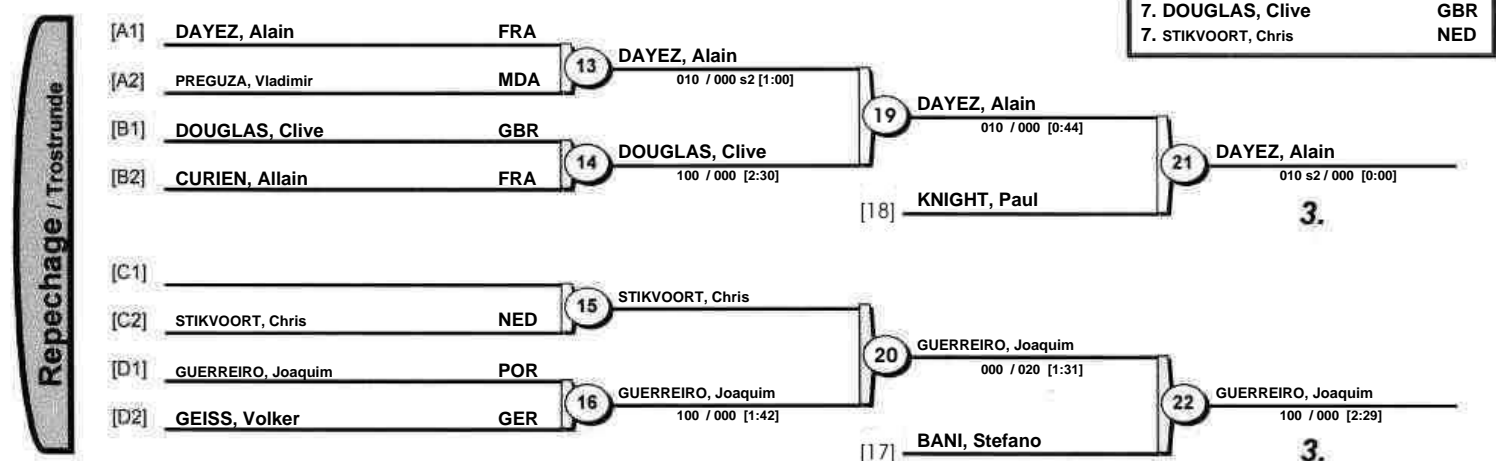 7. DOUGLAS, Clive GBR
7. STIKVOORT, Chris NED
Repechage / Trostrunde
[A1] DAYEZ, Alain FRA
13 DAYEZ, Alain
010 / 000 s2 [1:00]
[A2] PREGUZA, Vladimir MDA
19 DAYEZ, Alain
010 / 000 [0:44]
[B1] DOUGLAS, Clive GBR
14 DOUGLAS, Clive
100 / 000 [2:30]
21 DAYEZ, Alain
010 s2 / 000 [0:00]
[B2] CURIEN, Allain FRA
[18] KNIGHT, Paul
3.
[C1]
15 STIKVOORT, Chris
[C2] STIKVOORT, Chris NED
20 GUERREIRO, Joaquim
000 / 020 [1:31]
[D1] GUERREIRO, Joaquim POR
16 GUERREIRO, Joaquim
100 / 000 [1:42]
22 GUERREIRO, Joaquim
100 / 000 [2:29]
[D2] GEISS, Volker GER
[17] BANI, Stefano
3.